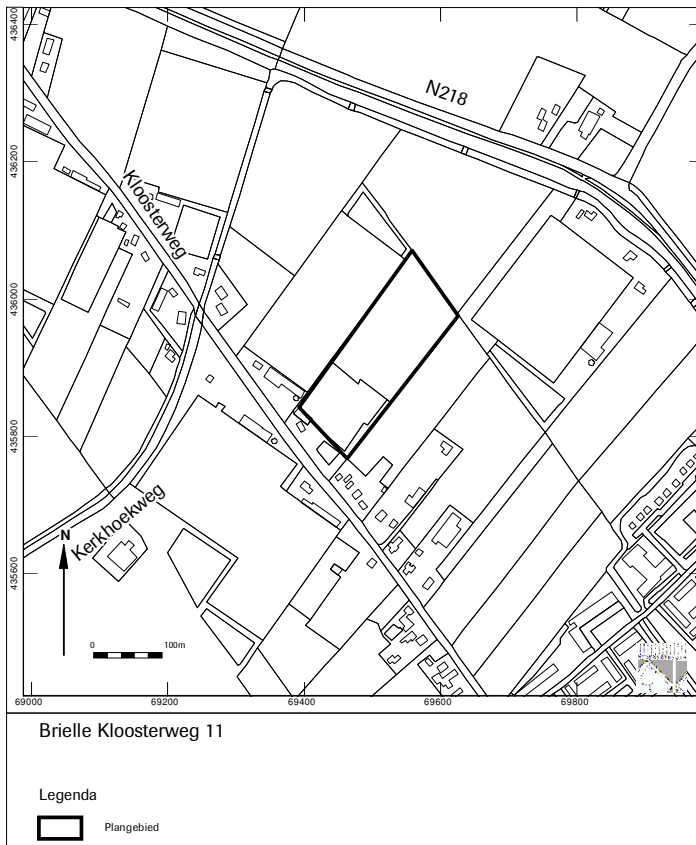 436400
N218
436200
Kloosterweg
436000
435800
Kerkhoekweg
N
435600
0 100m
69000 69200 69400 69600 69800
Brielle Kloosterweg 11
Legenda
Plangebied